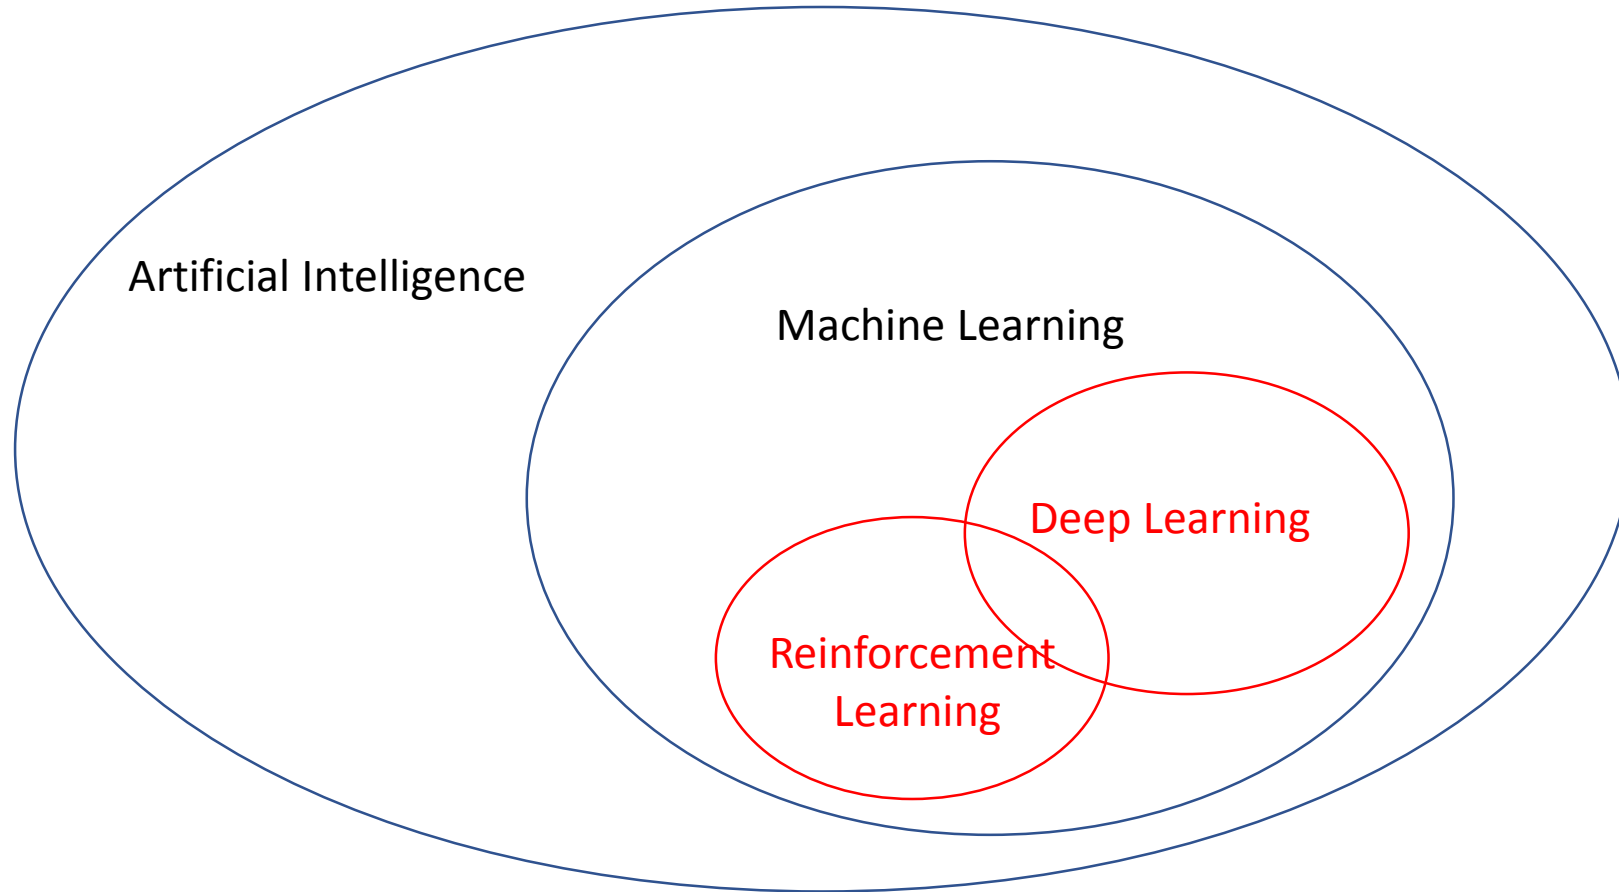 Artificial Intelligence
Machine Learning
Deep Learning
Reinforcement
Learning